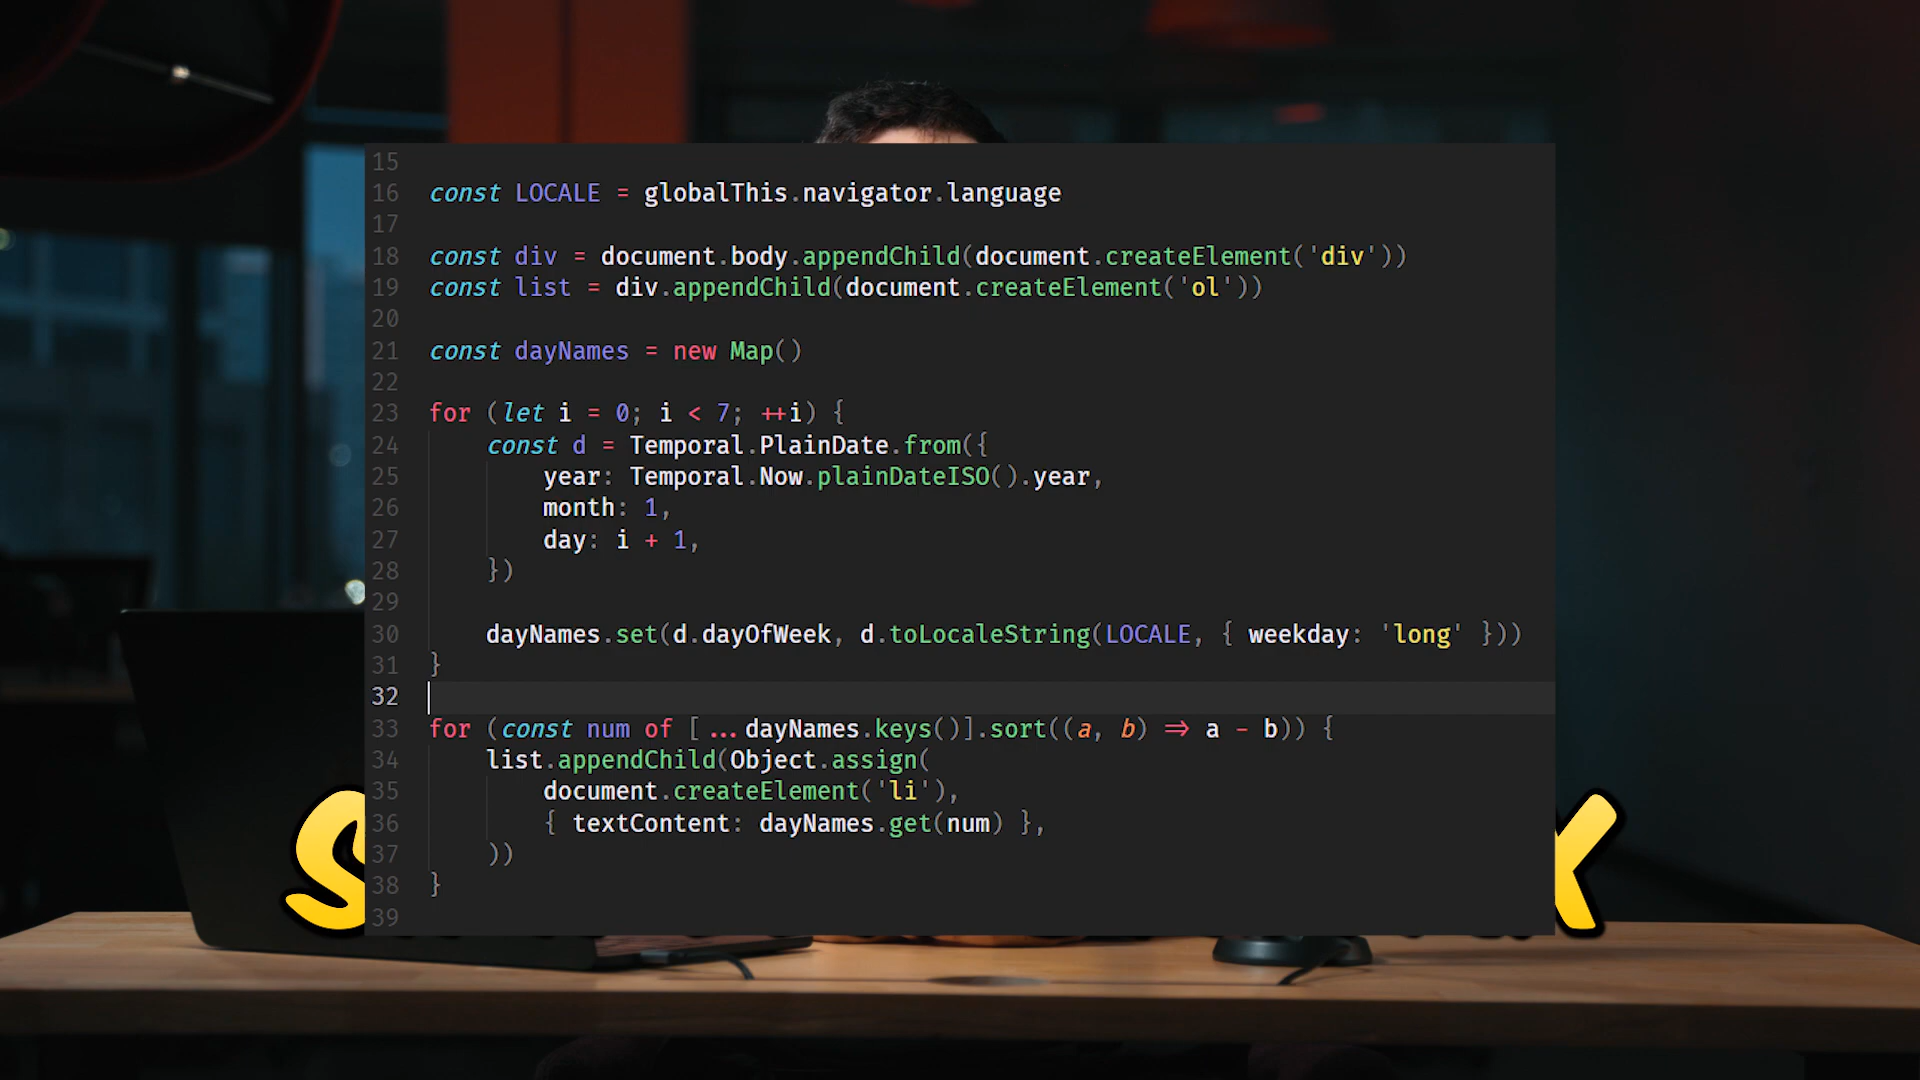 15
16 const LOCALE = globalThis.navigator.language
17
18 const div = document.body.appendChild(document.createElement('div'))
19 const list = div.appendChild(document.createElement('ol'))
20
21 const dayNames = new Map()
22
23 for (let i = 0; i < 7; ++i) {
24 const d = Temporal.PlainDate.from({
25 year: Temporal.Now.plainDateISO().year,
26 month: 1,
27 day: i + 1,
28 })
29
30 dayNames.set(d.dayOfWeek, d.toLocaleString(LOCALE, { weekday: 'long' }))
31 }
32
33 for (const num of [...dayNames.keys()].sort((a, b) => a - b)) {
34 list.appendChild(Object.assign(
35 document.createElement('li'),
36 { textContent: dayNames.get(num) },
37 ))
38 }
39